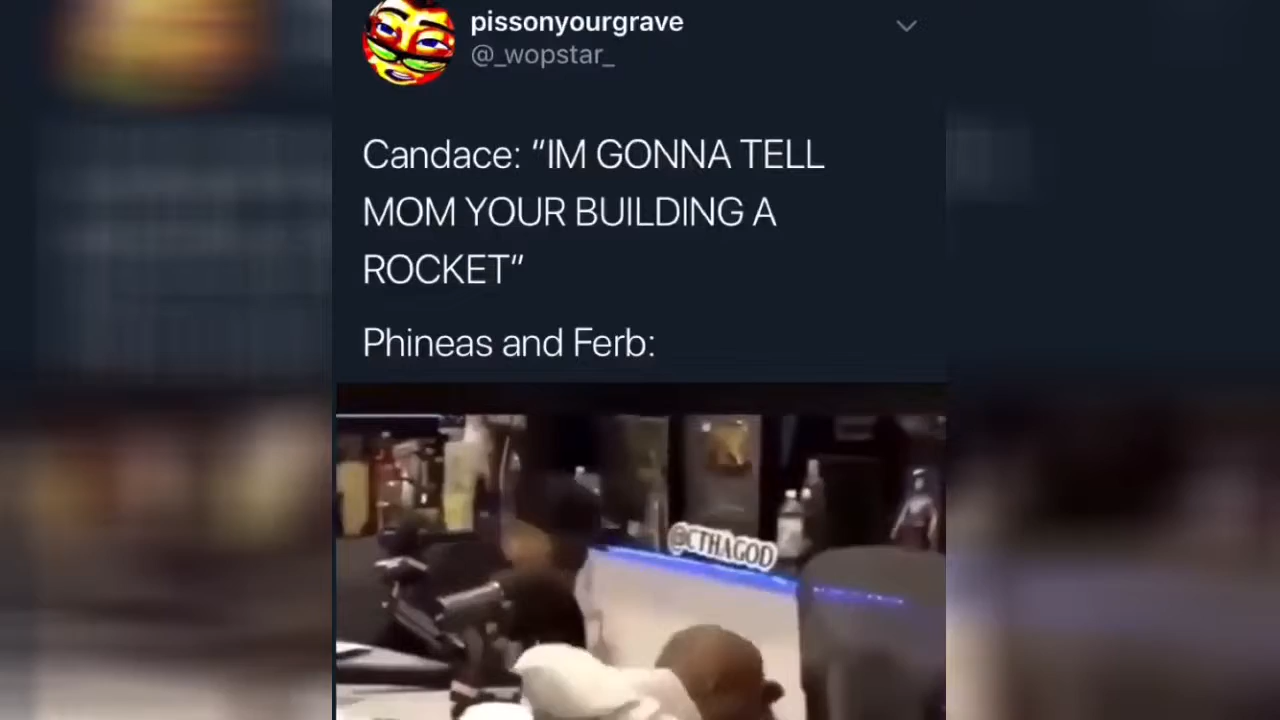 pissonyourgrave
@_wopstar_
Candace: “IM GONNA TELL
MOM YOUR BUILDING A
ROCKET”
Phineas and Ferb:
@CTHAGOD